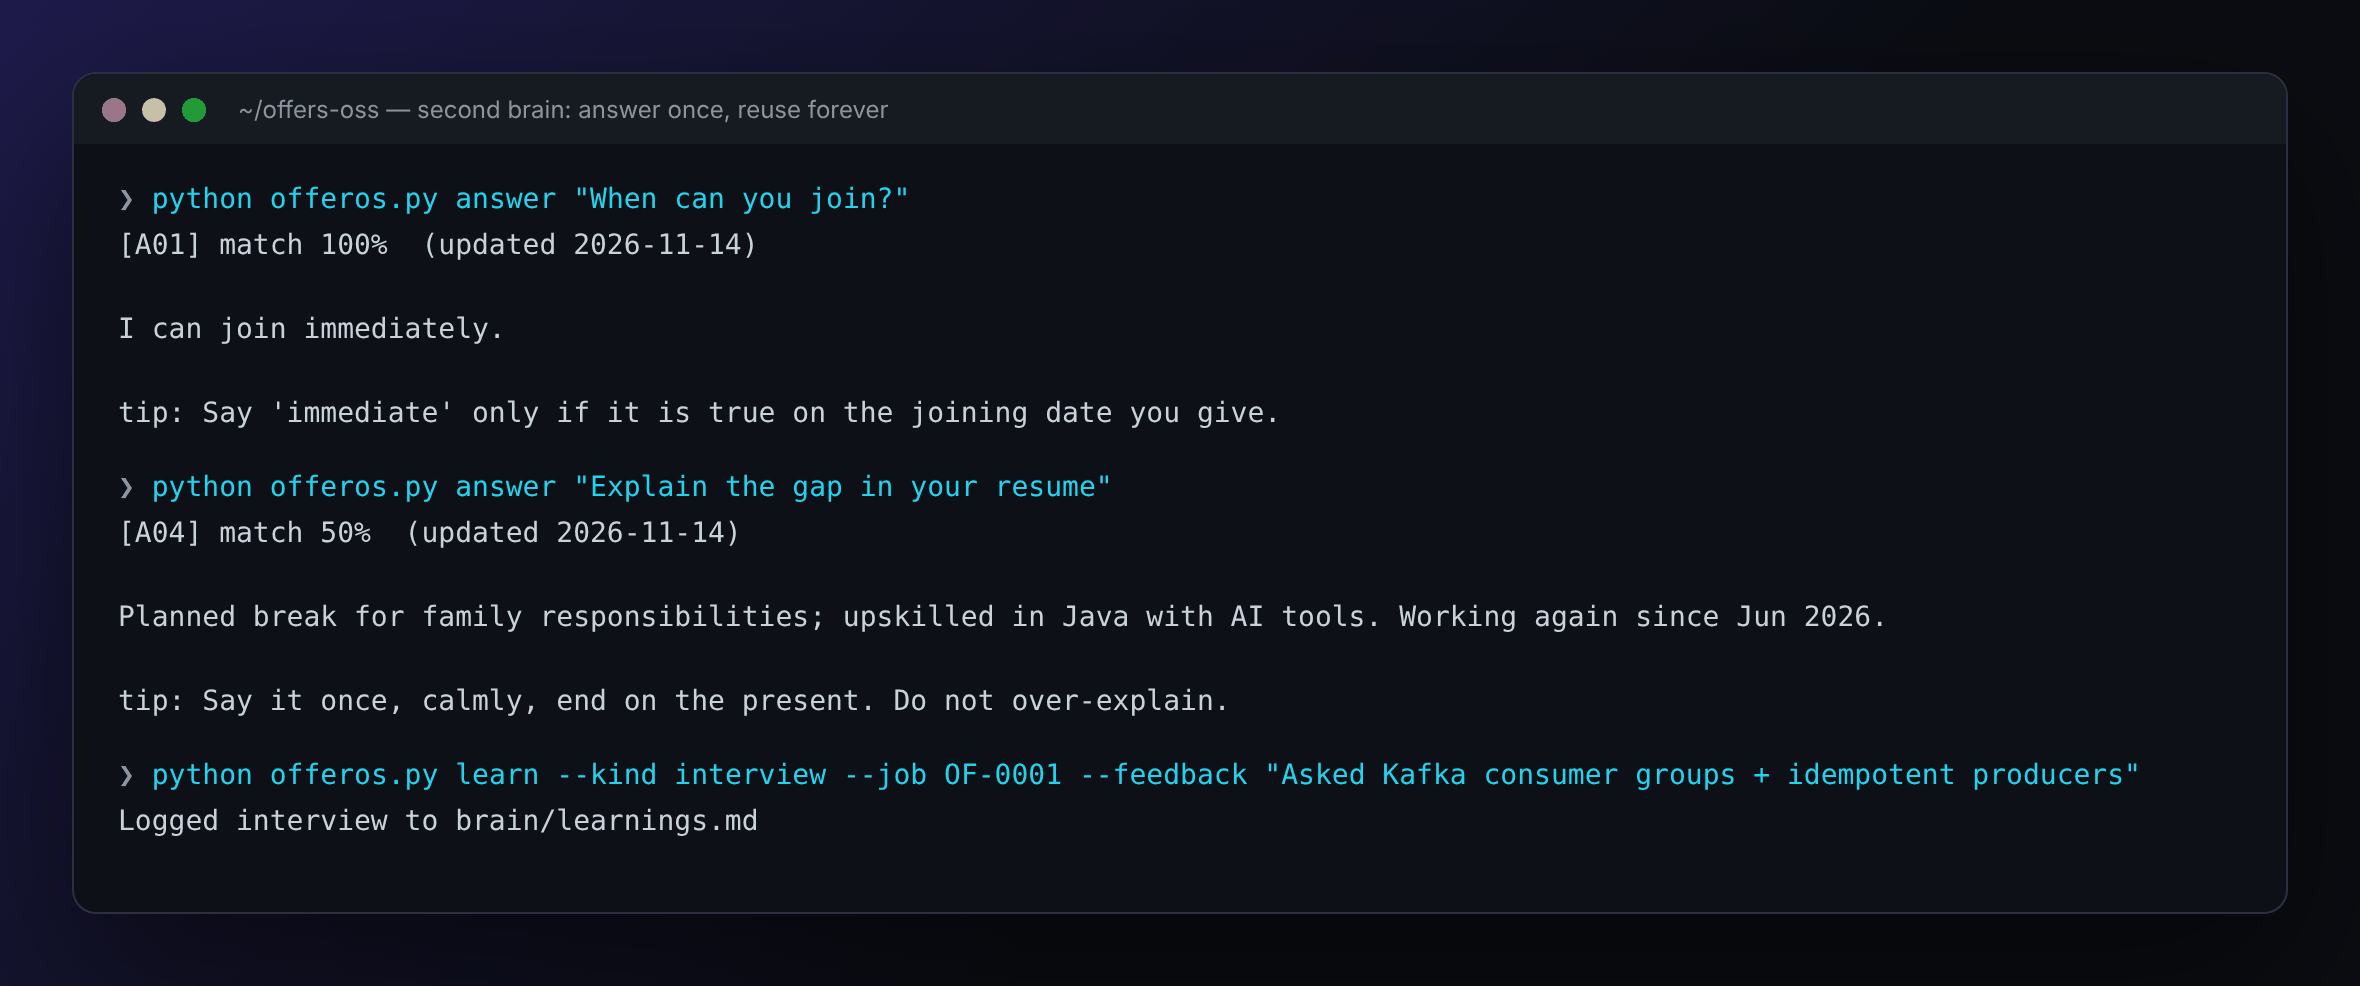 ~/offers-oss — second brain: answer once, reuse forever
❯ python offeros.py answer "When can you join?"
[A01] match 100%  (updated 2026-11-14)
I can join immediately.
tip: Say 'immediate' only if it is true on the joining date you give.
❯ python offeros.py answer "Explain the gap in your resume"
[A04] match 50%  (updated 2026-11-14)
Planned break for family responsibilities; upskilled in Java with AI tools. Working again since Jun 2026.
tip: Say it once, calmly, end on the present. Do not over-explain.
❯ python offeros.py learn --kind interview --job OF-0001 --feedback "Asked Kafka consumer groups + idempotent producers"
Logged interview to brain/learnings.md